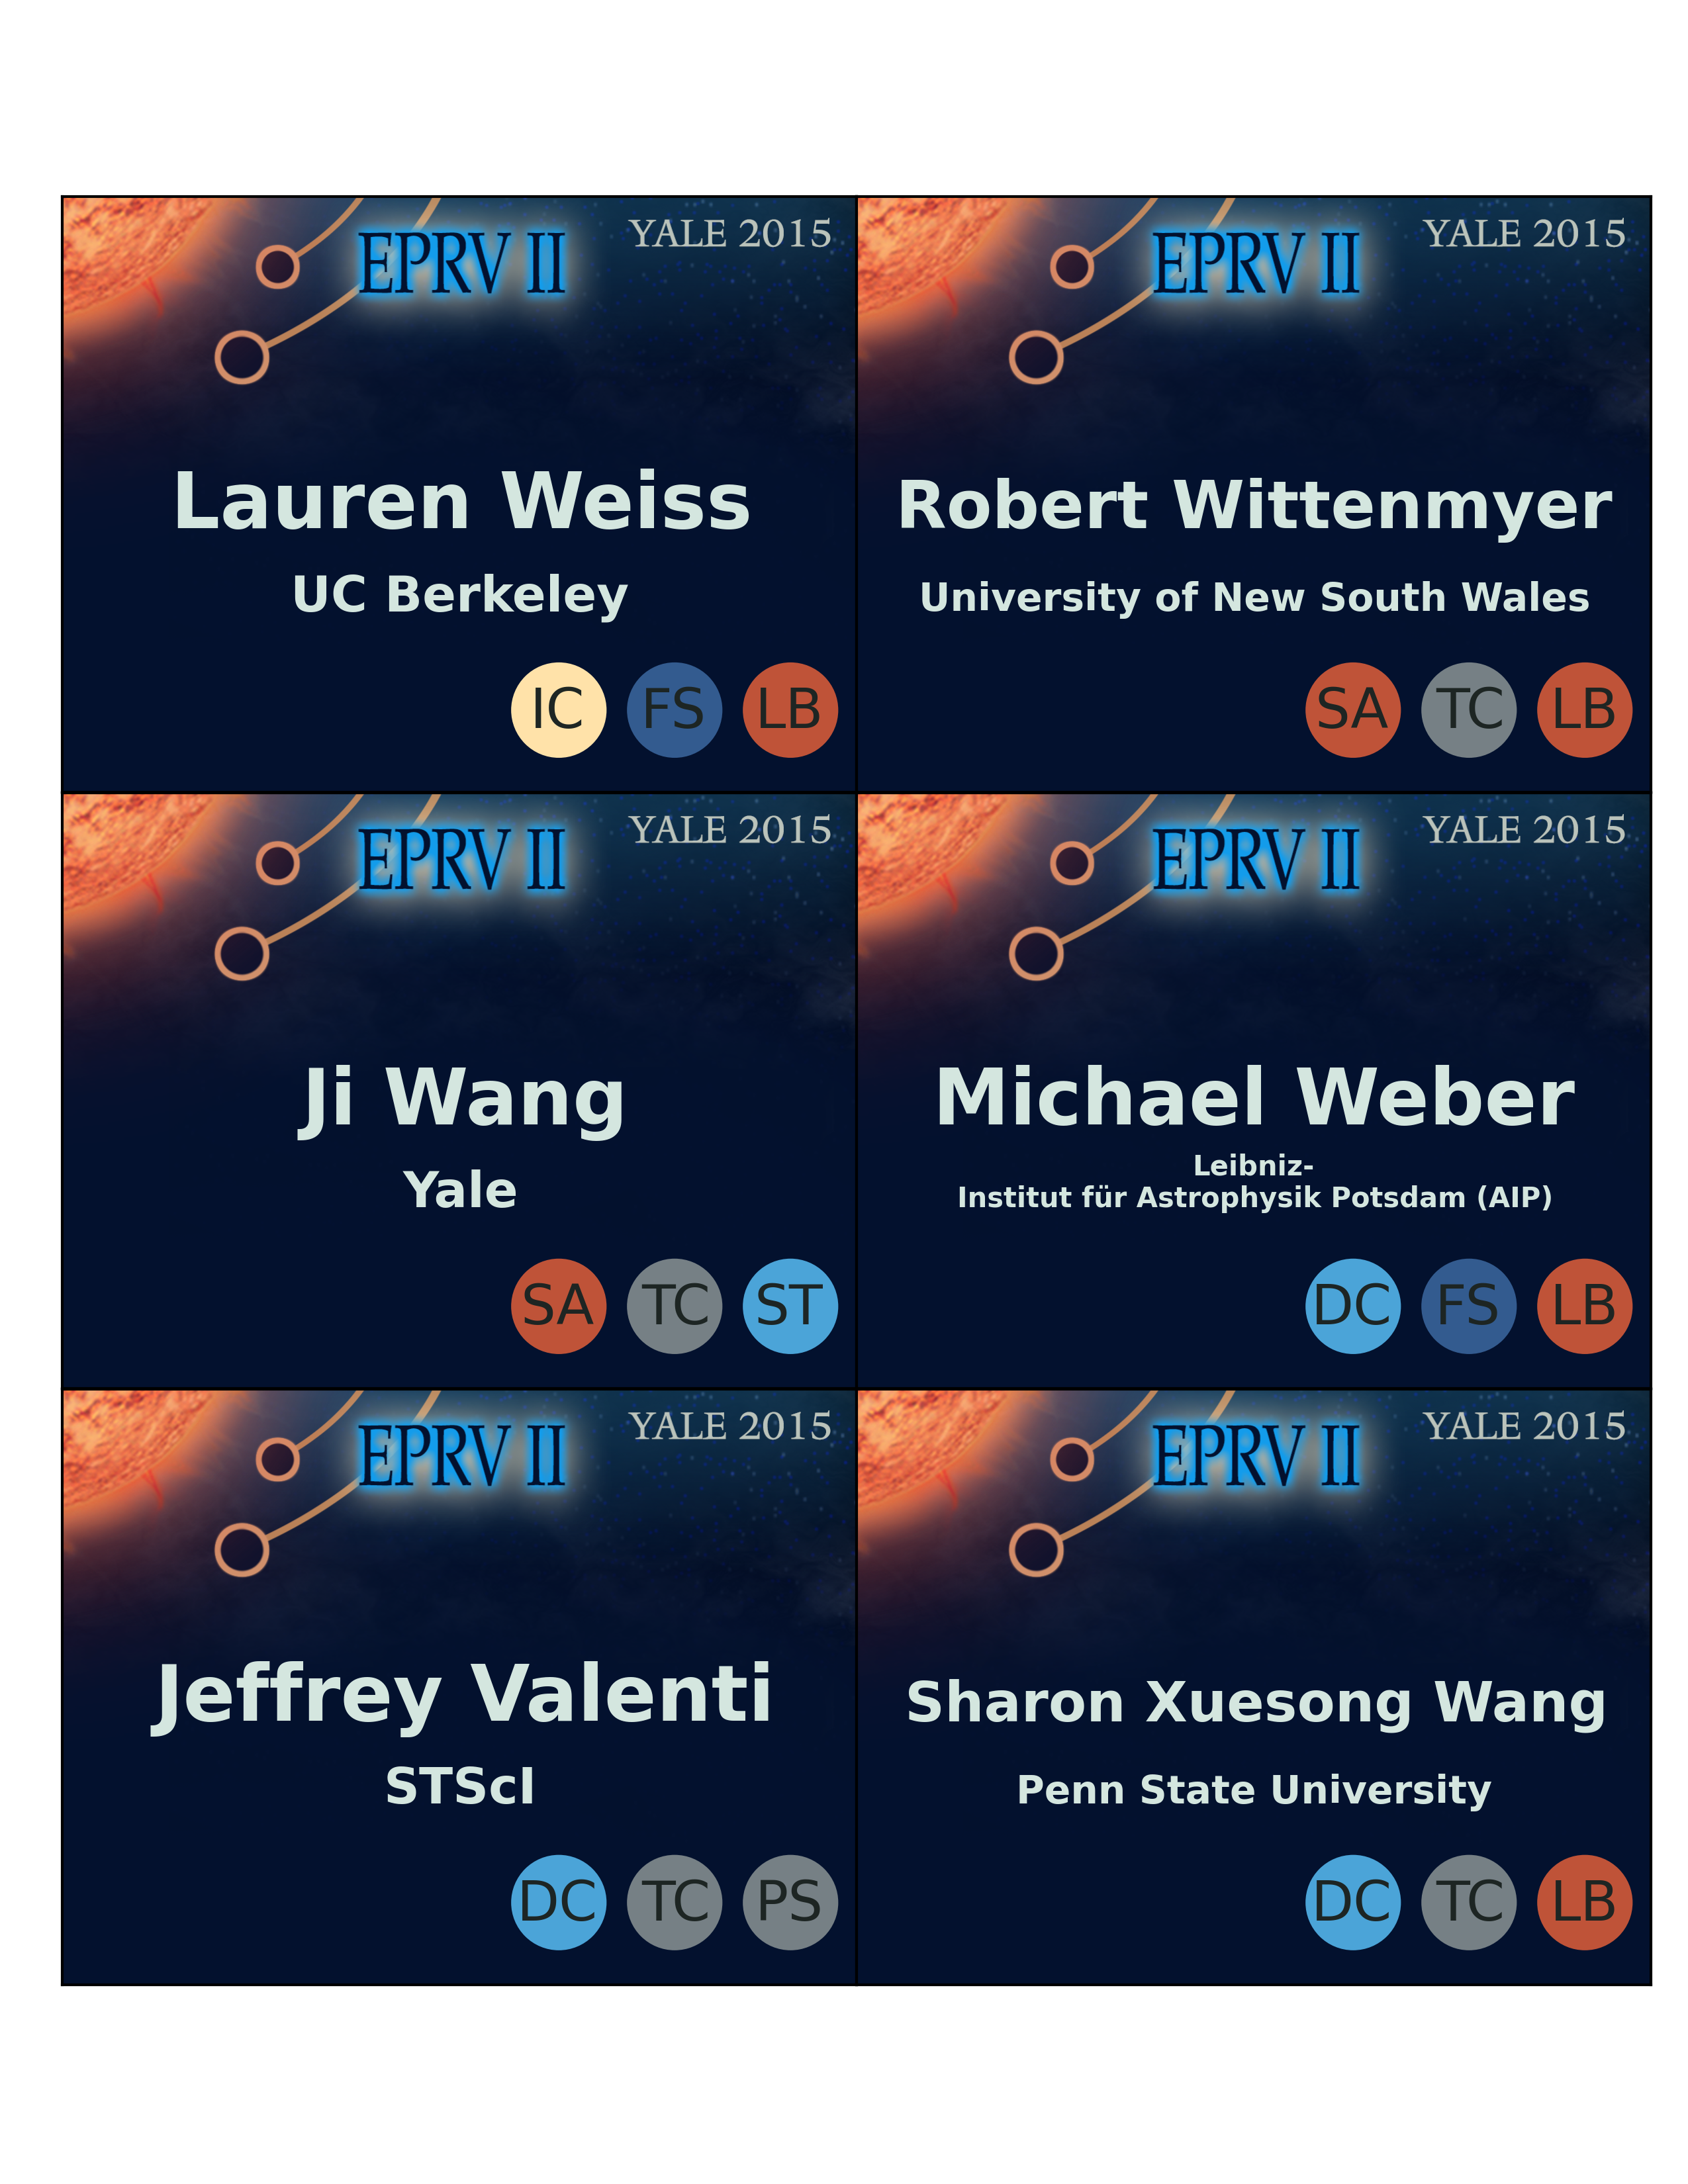 EPRV II
YALE 2015
Lauren Weiss
UC Berkeley
IC FS LB
EPRV II
YALE 2015
Robert Wittenmyer
University of New South Wales
SA TC LB
EPRV II
YALE 2015
Ji Wang
Yale
SA TC ST
EPRV II
YALE 2015
Michael Weber
Leibniz-
Institut für Astrophysik Potsdam (AIP)
DC FS LB
EPRV II
YALE 2015
Jeffrey Valenti
STScI
DC TC PS
EPRV II
YALE 2015
Sharon Xuesong Wang
Penn State University
DC TC LB